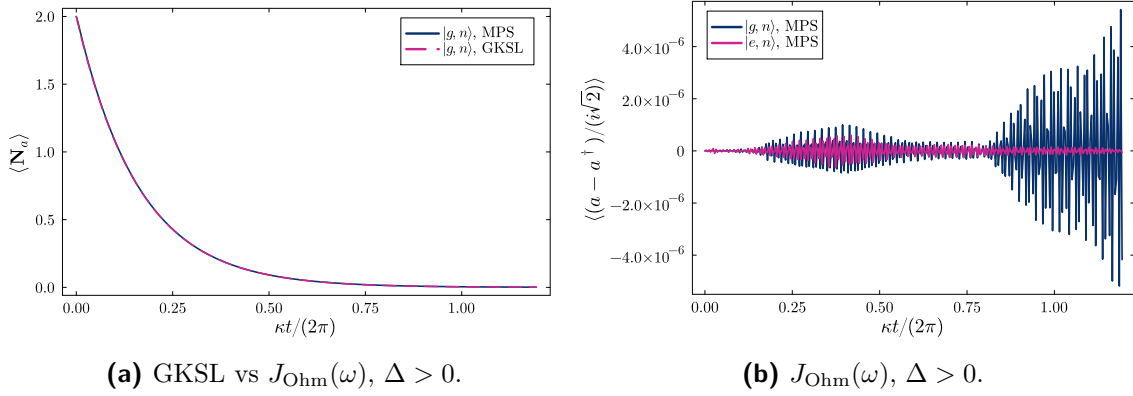 2.0
1.5
1.0
0.5
0.0
⟨N_a⟩
|g, n⟩, MPS
|g, n⟩, GKSL
0.00 0.25 0.50 0.75 1.00
κt/(2π)
(a) GKSL vs J_Ohm(ω), Δ > 0.
4.0×10⁻⁶
2.0×10⁻⁶
0
−2.0×10⁻⁶
−4.0×10⁻⁶
⟨(a − a†)/(i√2)⟩
|g, n⟩, MPS
|e, n⟩, MPS
0.00 0.25 0.50 0.75 1.00
κt/(2π)
(b) J_Ohm(ω), Δ > 0.